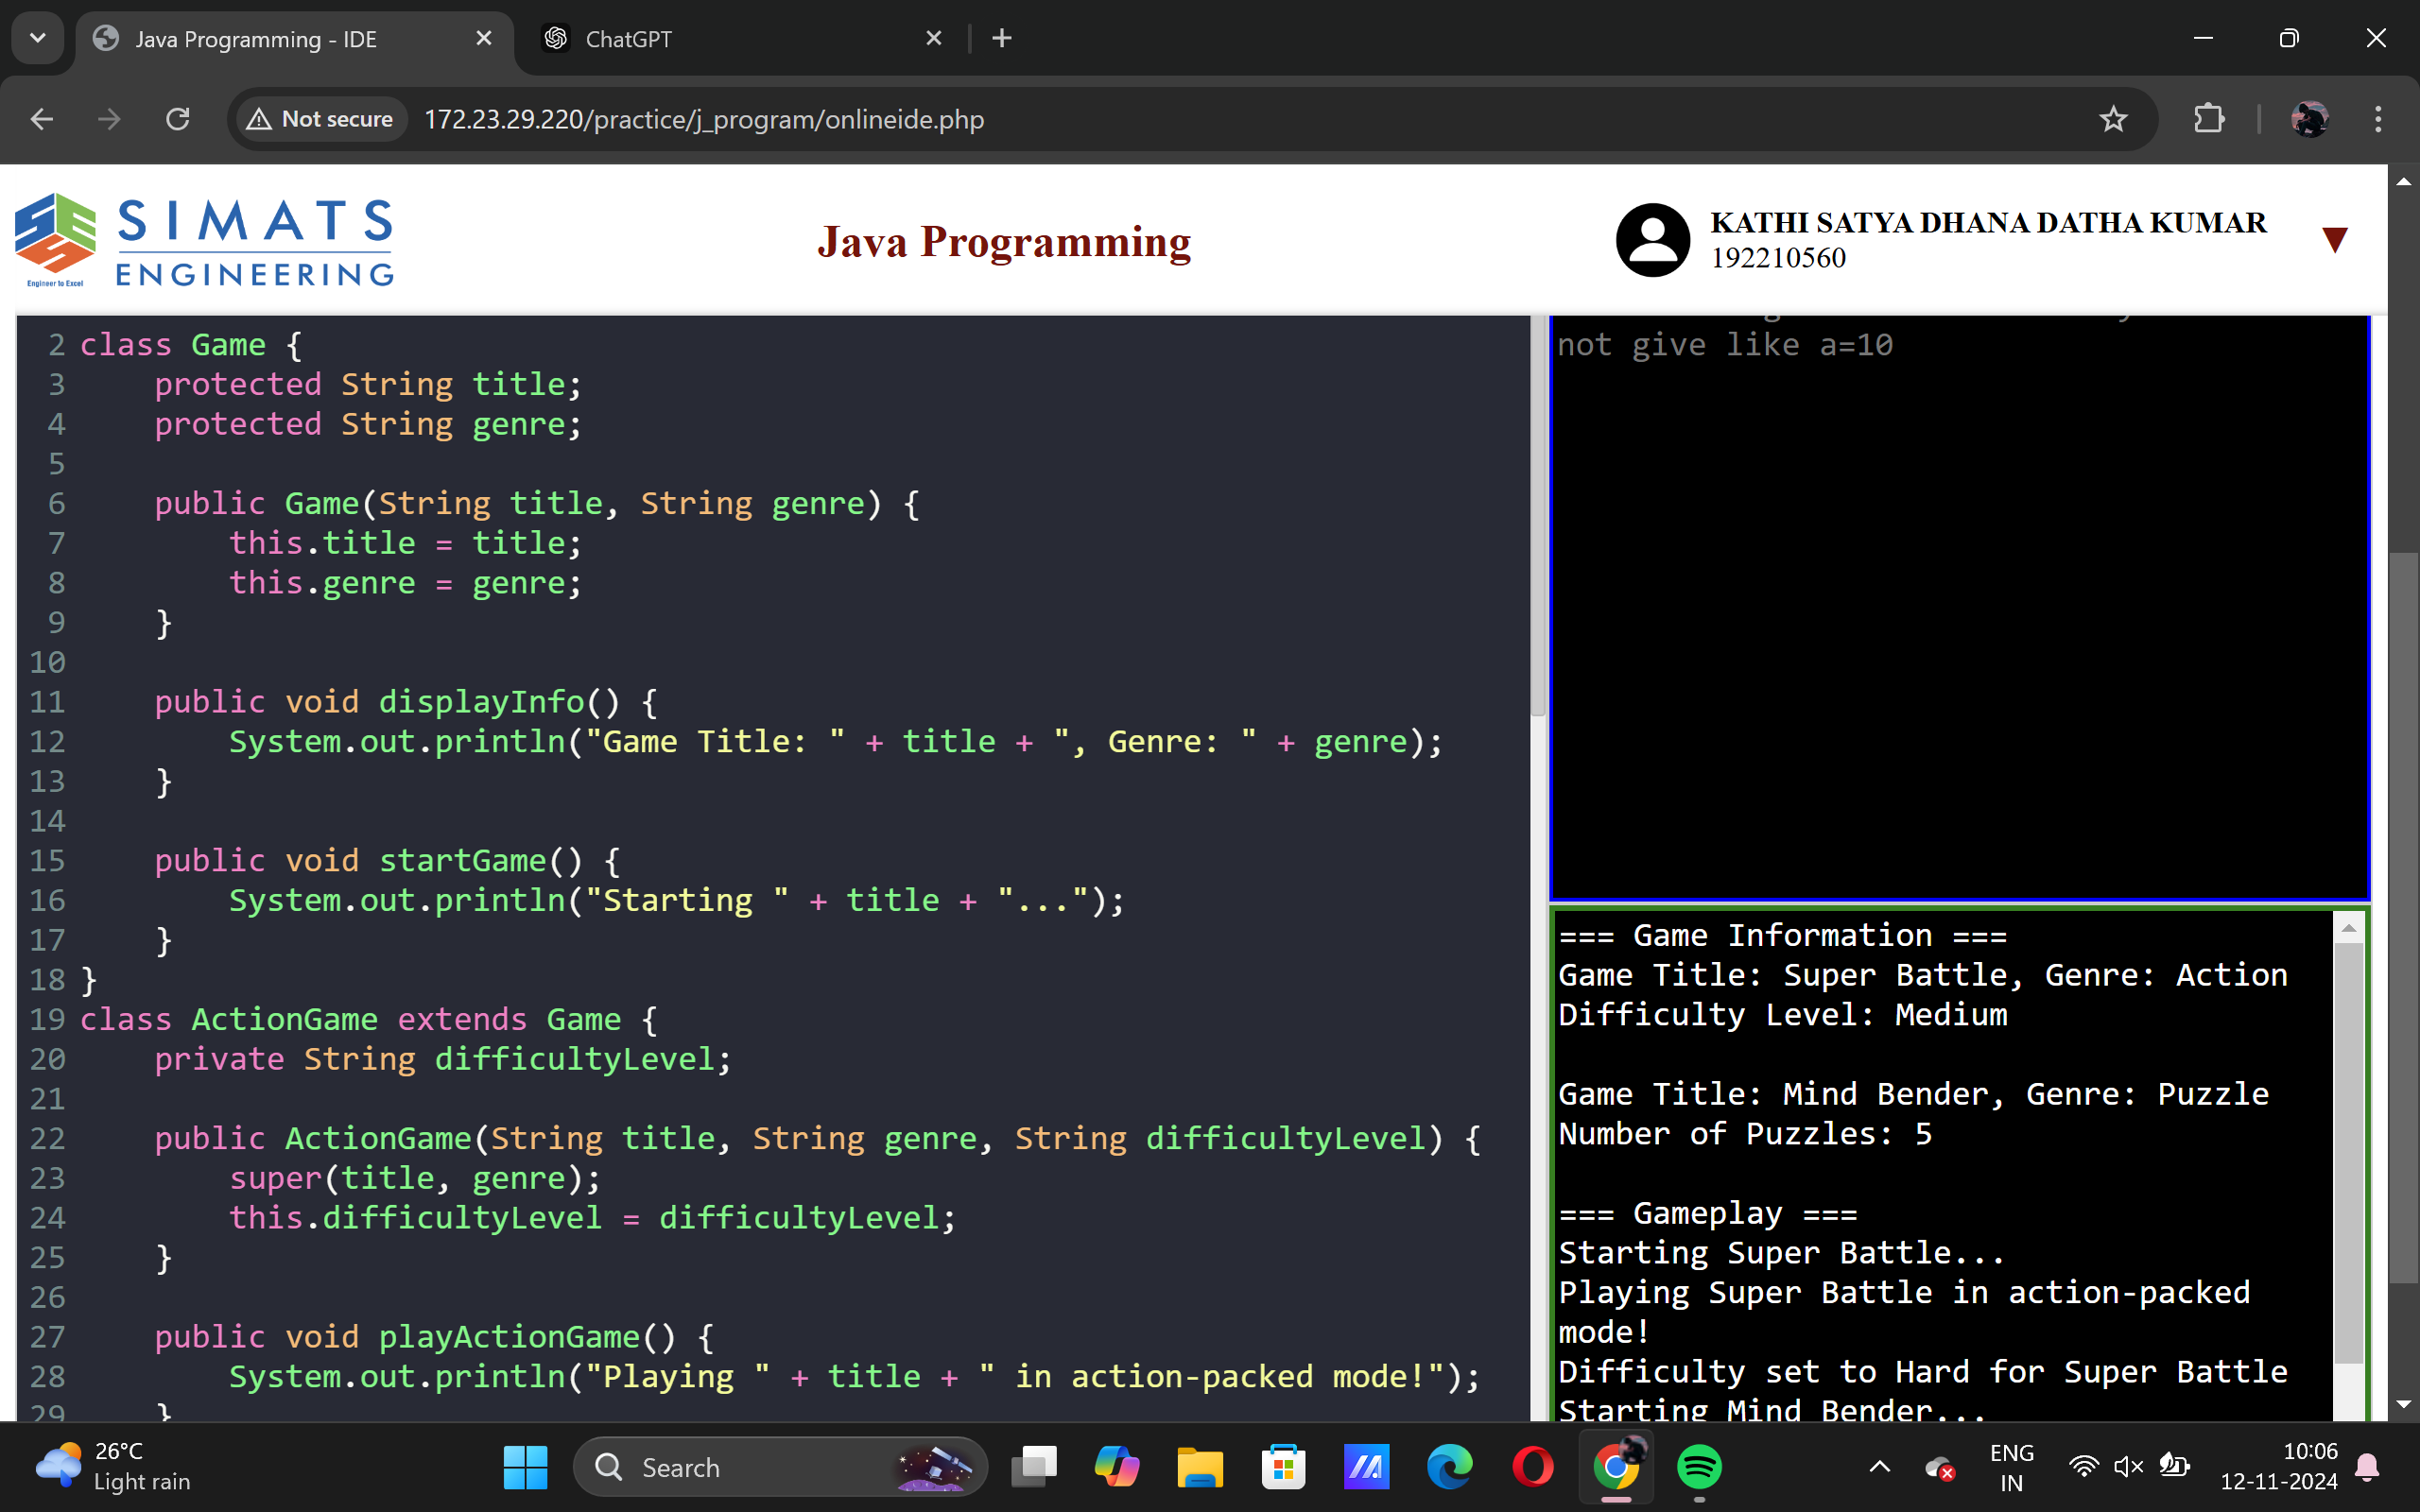 Java Programming - IDE
ChatGPT
Not secure
172.23.29.220/practice/j_program/onlineide.php
SIMATS
ENGINEERING
Engineer to Excel
Java Programming
KATHI SATYA DHANA DATHA KUMAR
192210560
2 class Game {
3     protected String title;
4     protected String genre;
5
6     public Game(String title, String genre) {
7         this.title = title;
8         this.genre = genre;
9     }
10
11     public void displayInfo() {
12         System.out.println("Game Title: " + title + ", Genre: " + genre);
13     }
14
15     public void startGame() {
16         System.out.println("Starting " + title + "...");
17     }
18 }
19 class ActionGame extends Game {
20     private String difficultyLevel;
21
22     public ActionGame(String title, String genre, String difficultyLevel) {
23         super(title, genre);
24         this.difficultyLevel = difficultyLevel;
25     }
26
27     public void playActionGame() {
28         System.out.println("Playing " + title + " in action-packed mode!");
29     }
not give like a=10
=== Game Information ===
Game Title: Super Battle, Genre: Action
Difficulty Level: Medium
Game Title: Mind Bender, Genre: Puzzle
Number of Puzzles: 5
=== Gameplay ===
Starting Super Battle...
Playing Super Battle in action-packed
mode!
Difficulty set to Hard for Super Battle
Starting Mind Bender...
26°C
Light rain
Search
ENG
IN
10:06
12-11-2024